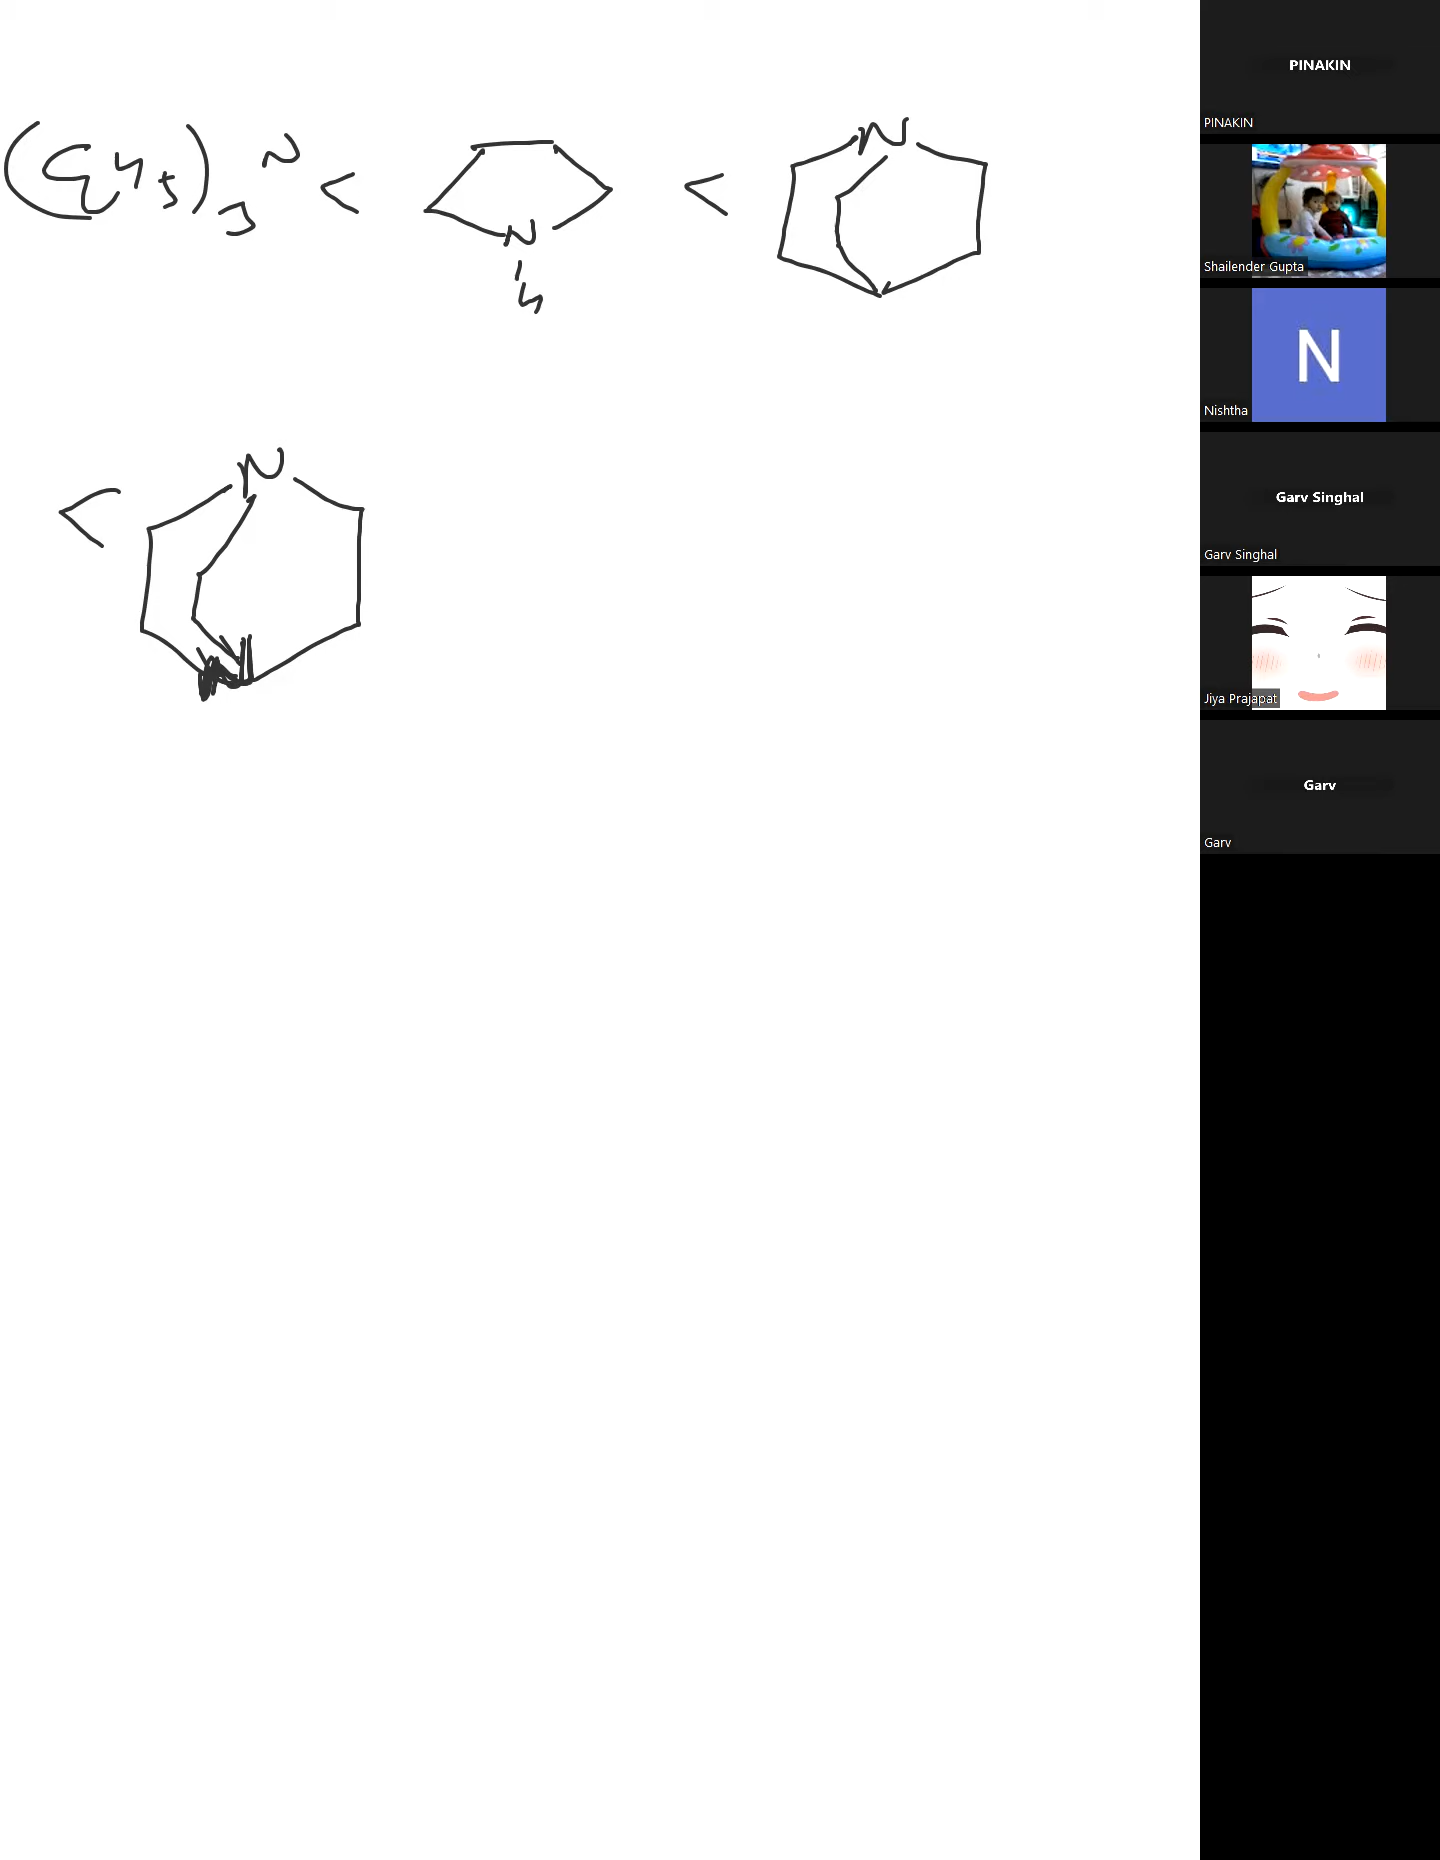 (C2H5)3N < N H < N
< N N
PINAKIN
PINAKIN
Shailender Gupta
N
Nishtha
Garv Singhal
Garv Singhal
Jiya Prajapat
Garv
Garv